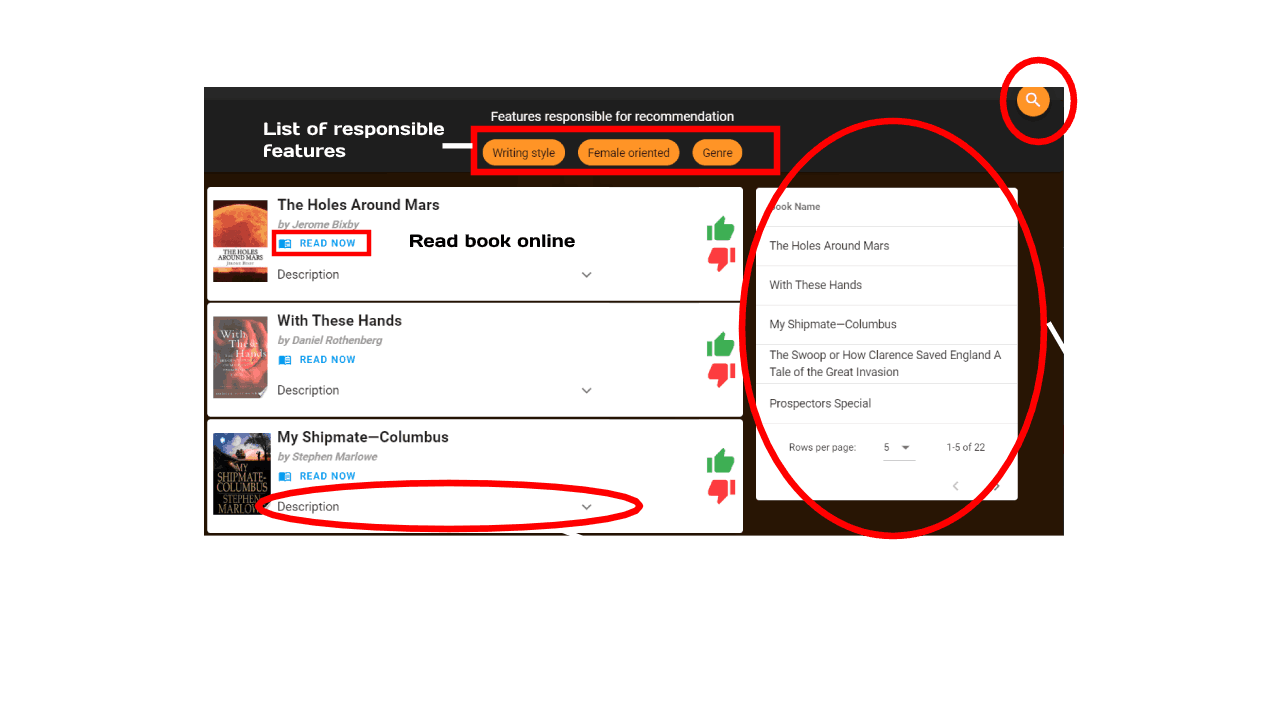 Features responsible for recommendation
List of responsible
features
Writing style
Female oriented
Genre
The Holes Around Mars
by Jerome Bixby
READ NOW
Read book online
Description
THE HOLES
AROUND MARS
JEROME BIXBY
With These Hands
by Daniel Rothenberg
READ NOW
Description
With
These
Hands
My Shipmate—Columbus
by Stephen Marlowe
READ NOW
Description
MY
SHIPMATE-
COLUMBUS
STEPHEN
MARLOWE
Book Name
The Holes Around Mars
With These Hands
My Shipmate—Columbus
The Swoop or How Clarence Saved England A
Tale of the Great Invasion
Prospectors Special
Rows per page: 5 1-5 of 22